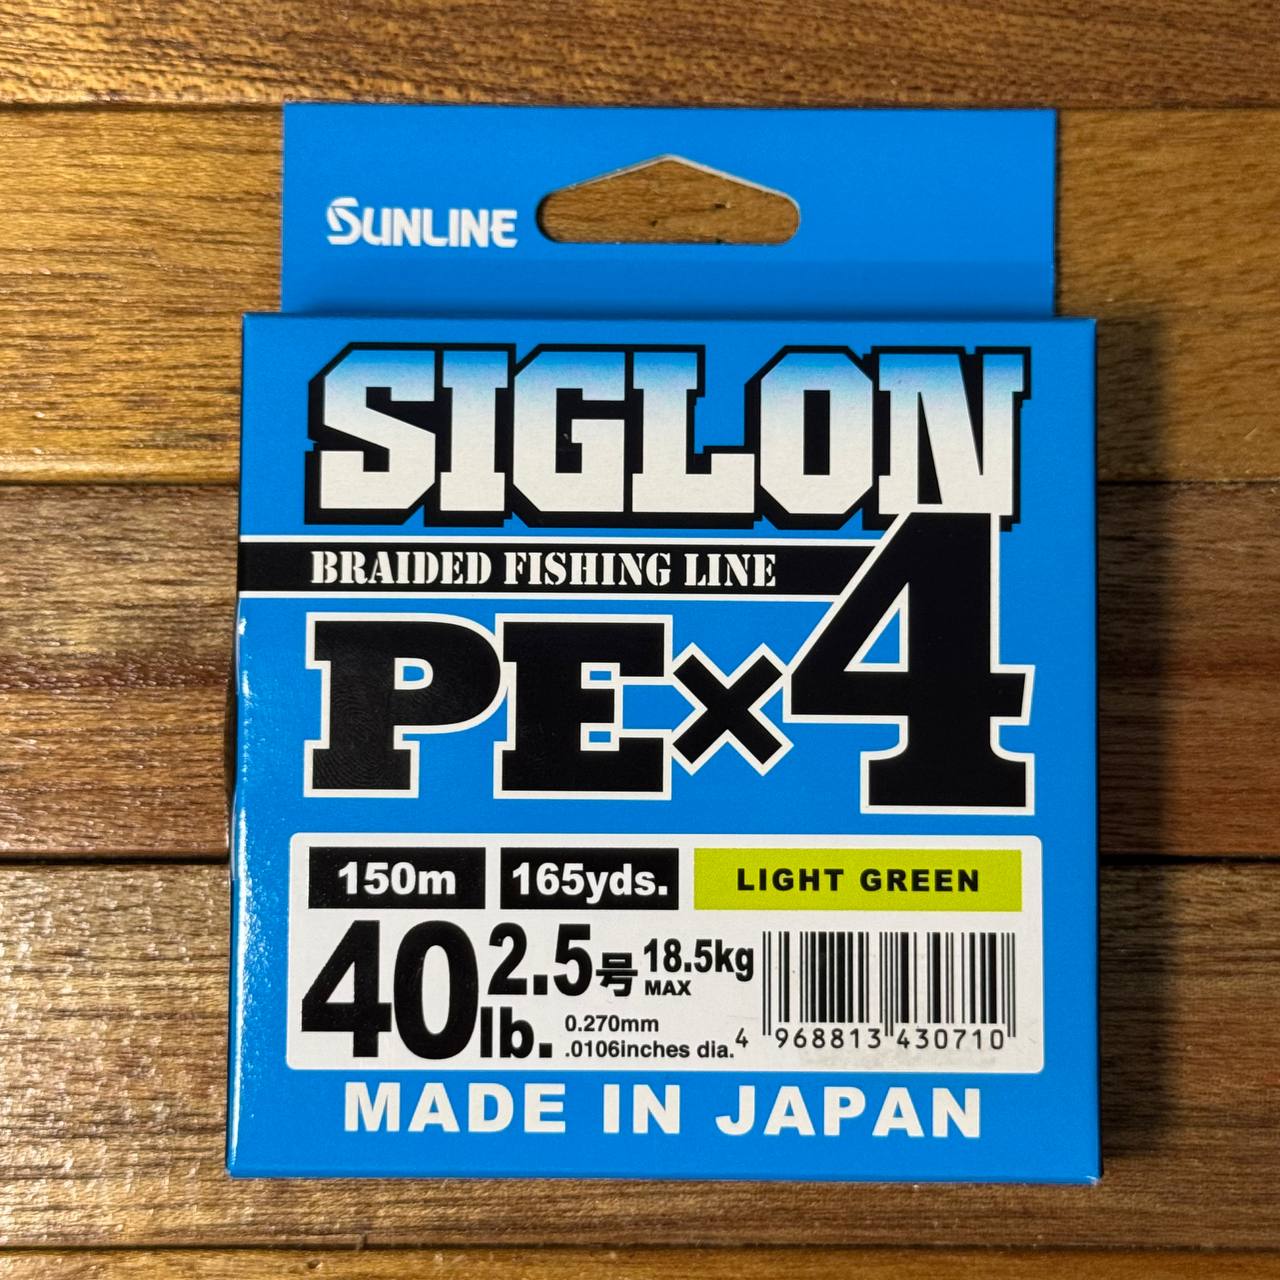 SUNLINE
SIGLON
BRAIDED FISHING LINE
PE×4
150m 165yds. LIGHT GREEN
40lb. 2.5号 18.5kg MAX
0.270mm
.0106inches dia.
4 968813 430710
MADE IN JAPAN